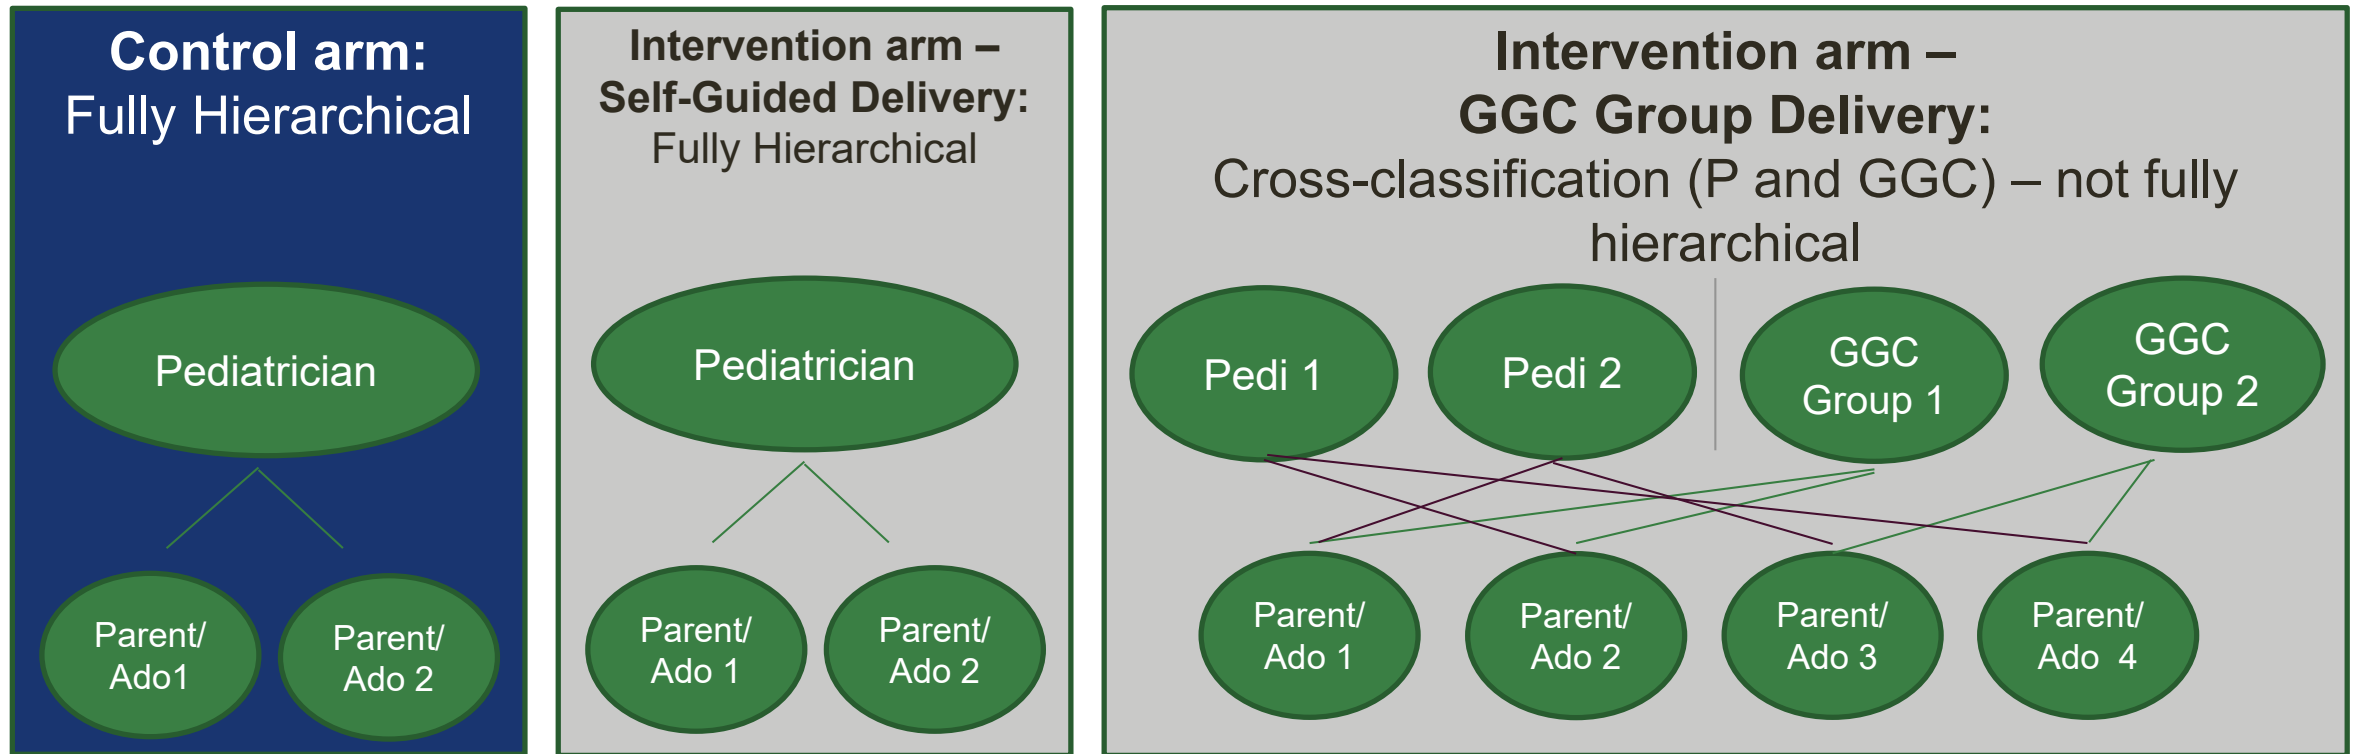 Control arm:
Fully Hierarchical
Pediatrician
Parent/
Ado1
Parent/
Ado 2
Intervention arm –
Self-Guided Delivery:
Fully Hierarchical
Pediatrician
Parent/
Ado 1
Parent/
Ado 2
Intervention arm –
GGC Group Delivery:
Cross-classification (P and GGC) – not fully
hierarchical
Pedi 1
Pedi 2
GGC
Group 1
GGC
Group 2
Parent/
Ado 1
Parent/
Ado 2
Parent/
Ado 3
Parent/
Ado  4